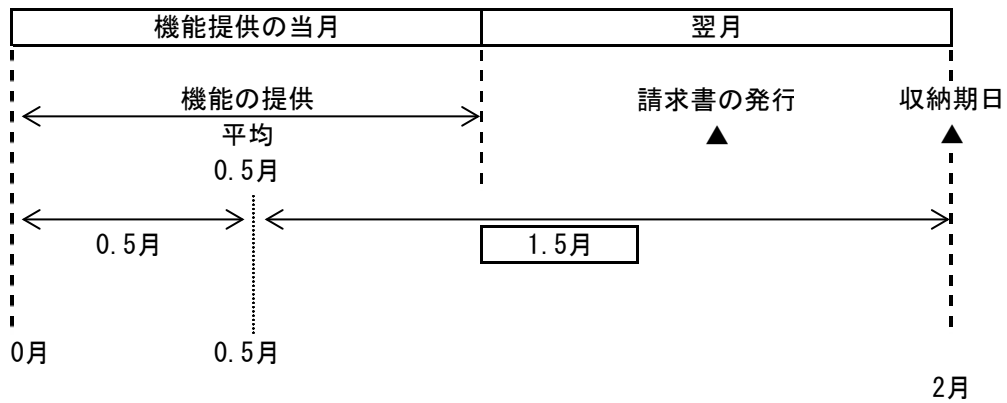 機能提供の当月 翌月
機能の提供 請求書の発行 収納期日
平均 ▲ ▲
0.5月
0.5月 1.5月
0月 0.5月
2月